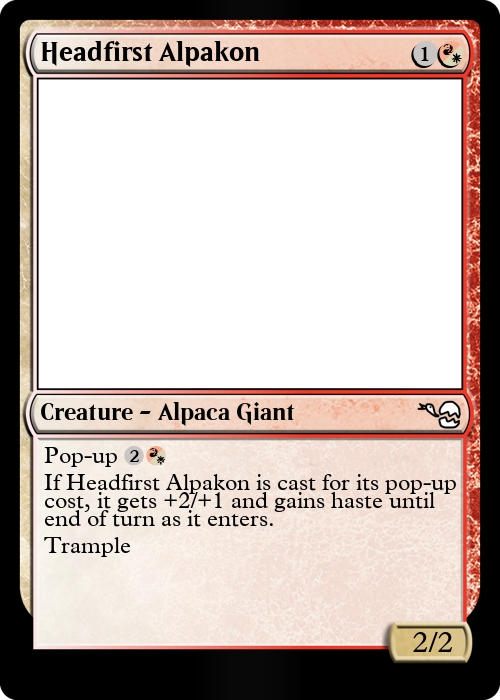 Headfirst Alpakon 1
Creature – Alpaca Giant
Pop-up 2
If Headfirst Alpakon is cast for its pop-up
cost, it gets +2/+1 and gains haste until
end of turn as it enters.
Trample
2/2